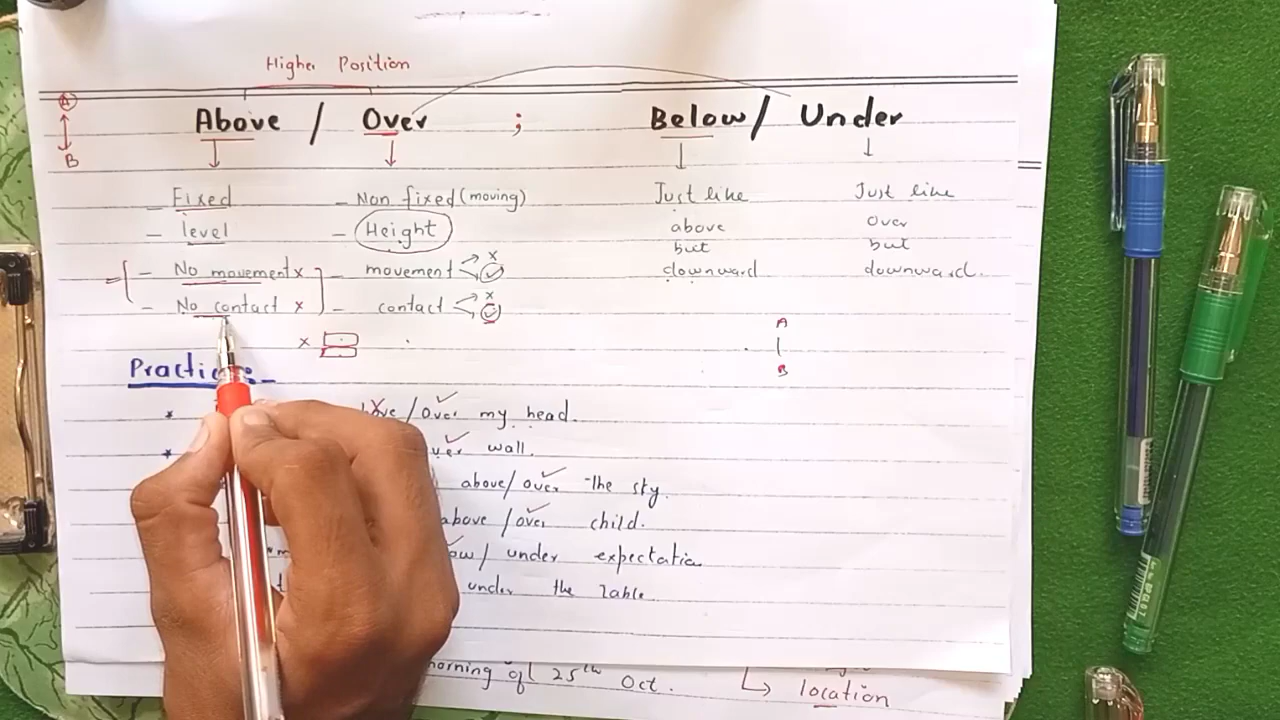 Higher Position
A
B
Above / Over ; Below / Under
Fixed - Non fixed (moving) Just like Just like
- level - Height above over
but but
- No movement x - movement x downward downward.
- No contact x - contact x
x
A
B
Practice:-
* /over my head.
* wall.
above/over the sky.
above /over child.
/ under expectation
under the table
morning of 25th Oct. location